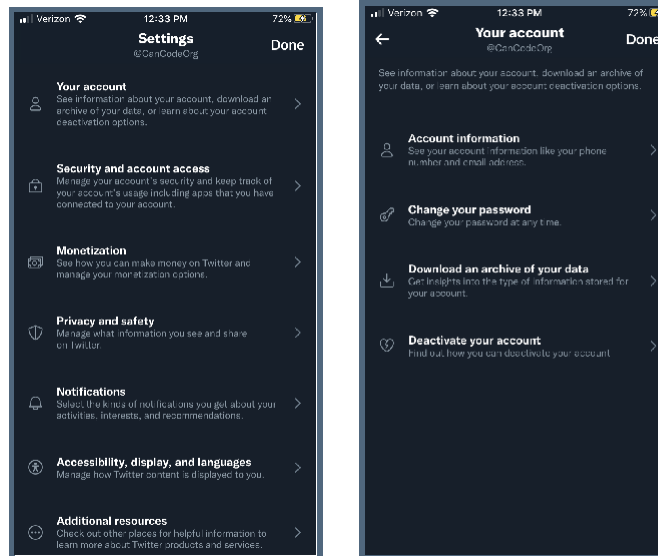 Verizon 12:33 PM 72%
Settings
@CanCodeOrg
Done
Your account
See information about your account, download an
archive of your data, or learn about your account
deactivation options.
Security and account access
Manage your account's security and keep track of
your account's usage including apps that you have
connected to your account.
Monetization
See how you can make money on Twitter and
manage your monetization options.
Privacy and safety
Manage what information you see and share
on Twitter.
Notifications
Select the kinds of notifications you get about your
activities, interests, and recommendations.
Accessibility, display, and languages
Manage how Twitter content is displayed to you.
Additional resources
Check out other places for helpful information to
learn more about Twitter products and services.
Verizon 12:33 PM 72%
Your account
@CanCodeOrg
Done
See information about your account, download an archive of
your data, or learn about your account deactivation options.
Account information
See your account information like your phone
number and email address.
Change your password
Change your password at any time.
Download an archive of your data
Get insights into the type of information stored for
your account.
Deactivate your account
Find out how you can deactivate your account